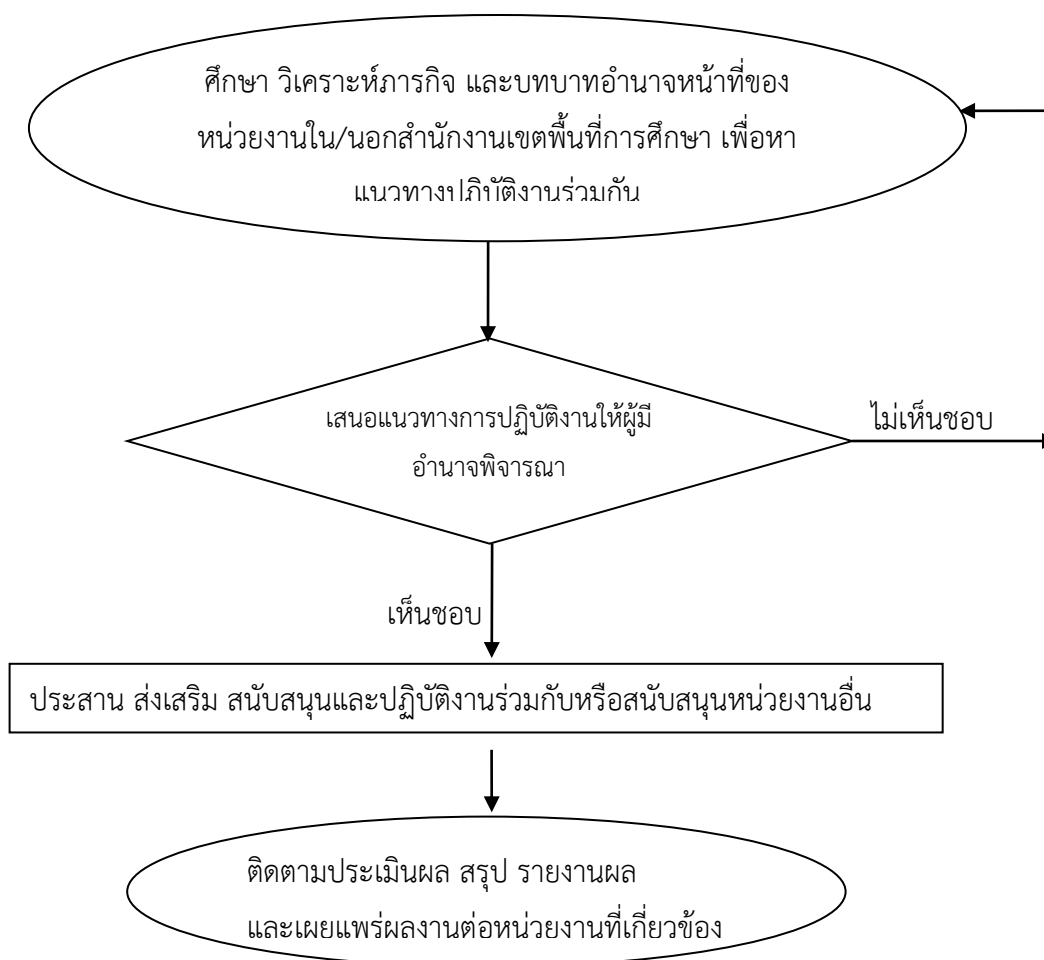 ศึกษา วิเคราะห์ภารกิจ และบทบาทอำนาจหน้าที่ของ
หน่วยงานใน/นอกสำนักงานเขตพื้นที่การศึกษา เพื่อหา
แนวทางปฏิบัติงานร่วมกัน
เสนอแนวทางการปฏิบัติงานให้ผู้มี
อำนาจพิจารณา
ไม่เห็นชอบ
เห็นชอบ
ประสาน ส่งเสริม สนับสนุนและปฏิบัติงานร่วมกับหรือสนับสนุนหน่วยงานอื่น
ติดตามประเมินผล สรุป รายงานผล
และเผยแพร่ผลงานต่อหน่วยงานที่เกี่ยวข้อง